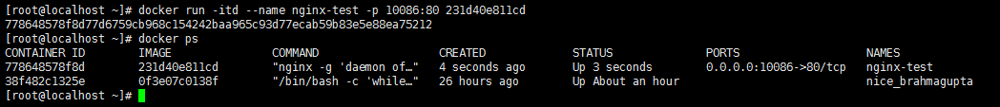 [root@localhost ~]# docker run -itd --name nginx-test -p 10086:80 231d40e811cd
778648578f8d77d6759cb968c154242baa965c93d77ecab59b83e5e88ea75212
[root@localhost ~]# docker ps
CONTAINER ID        IMAGE               COMMAND                  CREATED             STATUS              PORTS                   NAMES
778648578f8d        231d40e811cd        "nginx -g 'daemon of…"   4 seconds ago       Up 3 seconds        0.0.0.0:10086->80/tcp   nginx-test
38f482c1325e        0f3e07c0138f        "/bin/bash -c 'while…"   26 hours ago        Up About an hour                            nice_brahmagupta
[root@localhost ~]#